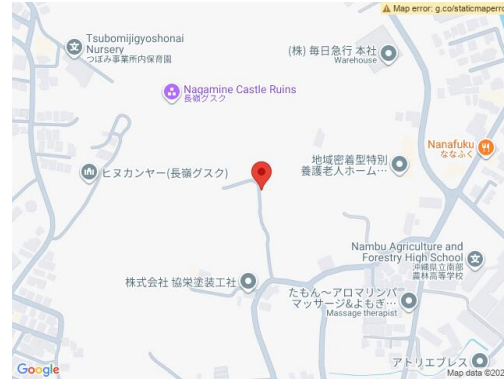 Map error: g.co/staticmaperro
Tsubomijigyoshonai
Nursery
つぼみ事業所内保育園
(株) 毎日急行 本社
Warehouse
Nagamine Castle Ruins
長嶺グスク
Nanafuku
ななふく
地域密着型特別
養護老人ホーム…
ヒヌカンヤー(長嶺グスク)
Nambu Agriculture and
Forestry High School
沖縄県立南部
農林高等学校
株式会社 協栄塗装工社
たもん〜アロマリンパ
マッサージ&よもぎ…
Massage therapist
アトリエブレス
Google
Map data ©202